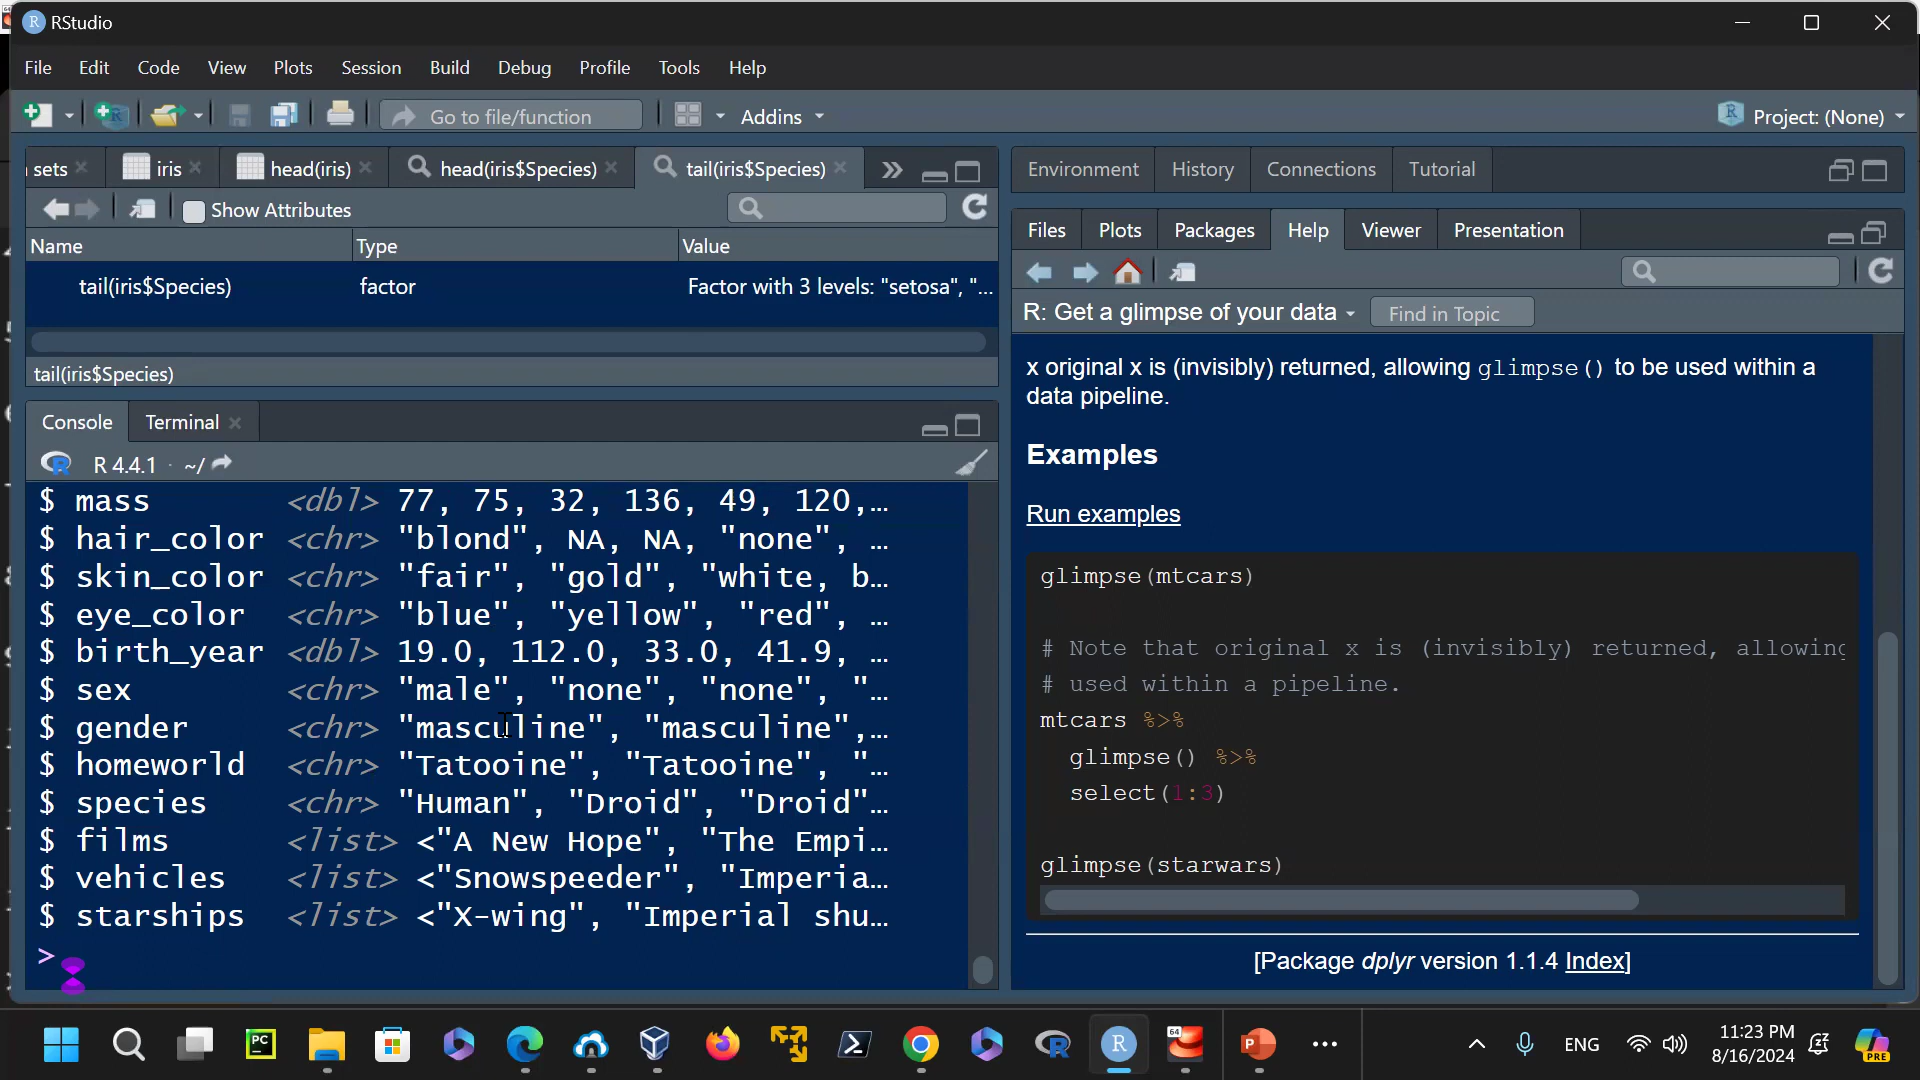 RStudio
File Edit Code View Plots Session Build Debug Profile Tools Help
Go to file/function Addins Project: (None)
sets iris head(iris) head(iris$Species) tail(iris$Species)
Show Attributes
Name Type Value
tail(iris$Species) factor Factor with 3 levels: "setosa", "...
tail(iris$Species)
Console Terminal
R 4.4.1 · ~/
$ mass <dbl> 77, 75, 32, 136, 49, 120,…
$ hair_color <chr> "blond", NA, NA, "none", …
$ skin_color <chr> "fair", "gold", "white, b…
$ eye_color <chr> "blue", "yellow", "red", …
$ birth_year <dbl> 19.0, 112.0, 33.0, 41.9, …
$ sex <chr> "male", "none", "none", "…
$ gender <chr> "masculine", "masculine",…
$ homeworld <chr> "Tatooine", "Tatooine", "…
$ species <chr> "Human", "Droid", "Droid"…
$ films <list> <"A New Hope", "The Empi…
$ vehicles <list> <"Snowspeeder", "Imperia…
$ starships <list> <"X-wing", "Imperial shu…
>
Environment History Connections Tutorial
Files Plots Packages Help Viewer Presentation
R: Get a glimpse of your data Find in Topic
x original x is (invisibly) returned, allowing glimpse() to be used within a
data pipeline.
Examples
Run examples
glimpse(mtcars)
# Note that original x is (invisibly) returned, allowing
# used within a pipeline.
mtcars %>%
glimpse() %>%
select(1:3)
glimpse(starwars)
[Package dplyr version 1.1.4 Index]
PC
64
ENG
11:23 PM
8/16/2024
PRE